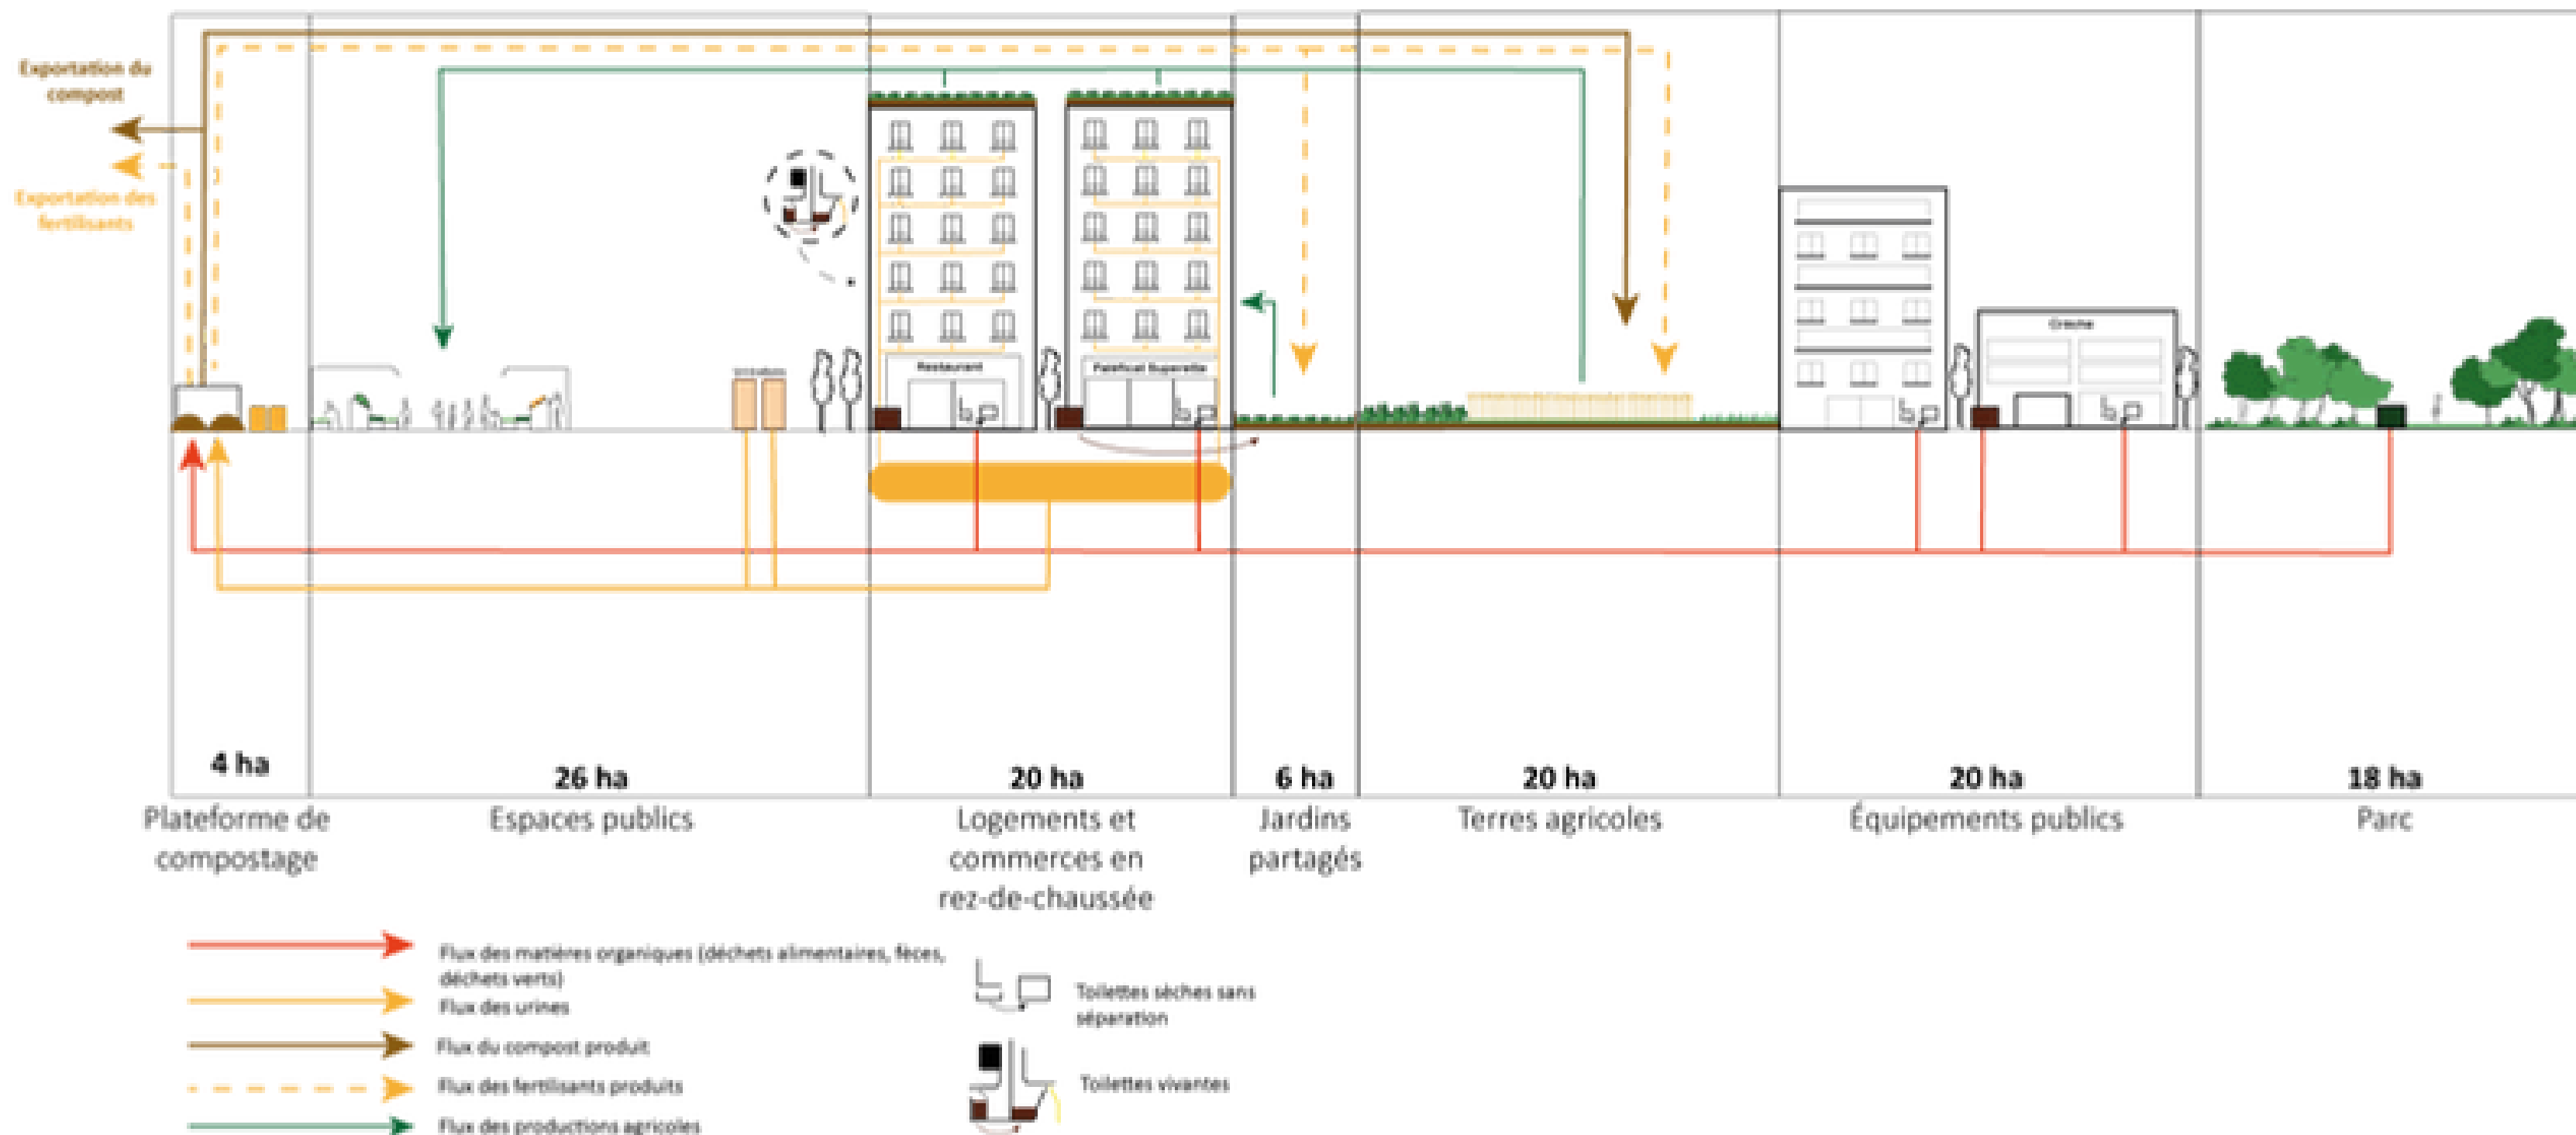 Exportation du
compost
Exportation des
fertilisants
Restaurant
Crèche
4 ha
26 ha
20 ha
6 ha
20 ha
20 ha
18 ha
Plateforme de
compostage
Espaces publics
Logements et
commerces en
rez-de-chaussée
Jardins
partagés
Terres agricoles
Équipements publics
Parc
Flux des matières organiques (déchets alimentaires, fèces,
déchets verts)
Flux des urines
Flux du compost produit
Flux des fertilisants produits
Flux des productions agricoles
Toilettes sèches sans
séparation
Toilettes vivantes